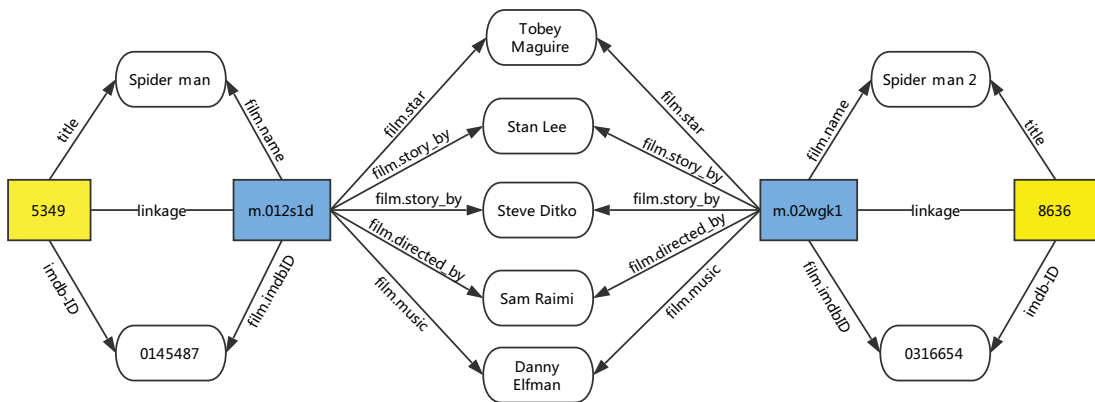 Tobey
Maguire
Spider man
Spider man 2
title
film.name
film.star
film.star
film.name
title
Stan Lee
film.story_by
film.story_by
5349
linkage
m.012s1d
film.story_by
Steve Ditko
film.story_by
m.02wgk1
linkage
8636
imdb-ID
film.imdbID
film.directed_by
film.directed_by
film.imdbID
imdb-ID
Sam Raimi
film.music
film.music
0145487
0316654
Danny
Elfman